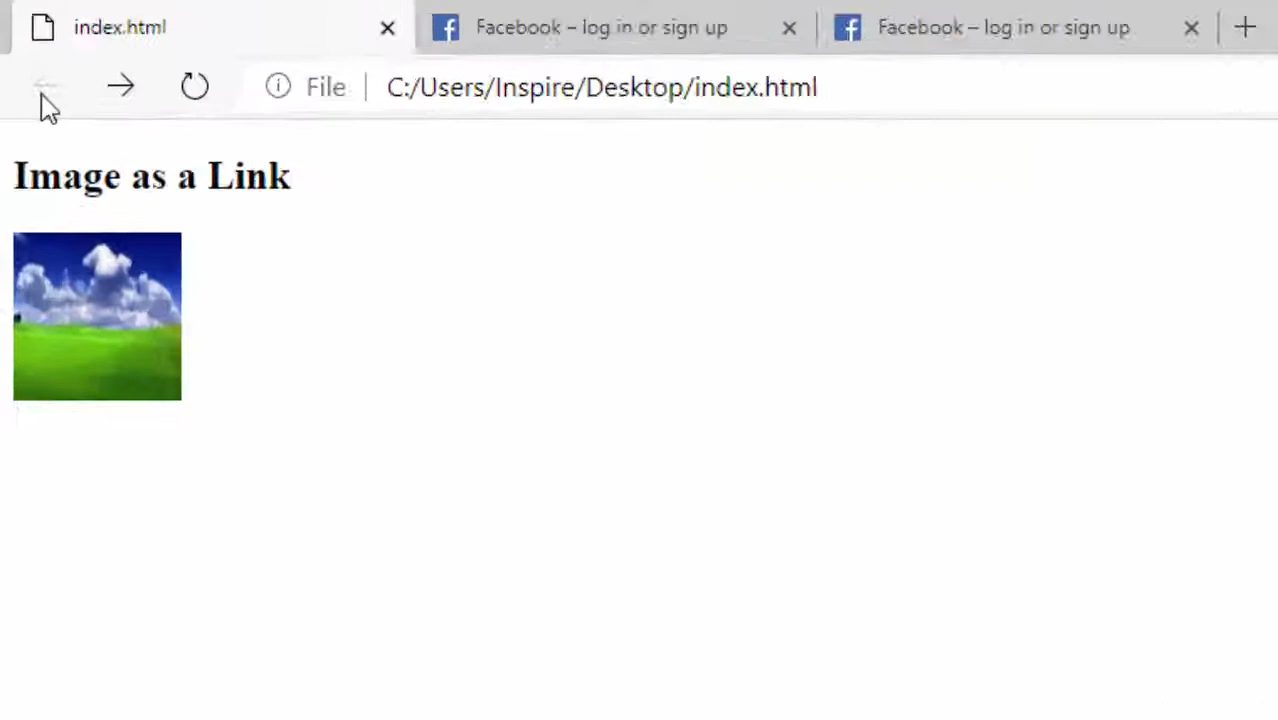 index.html
Facebook – log in or sign up
Facebook – log in or sign up
File
C:/Users/Inspire/Desktop/index.html
Image as a Link